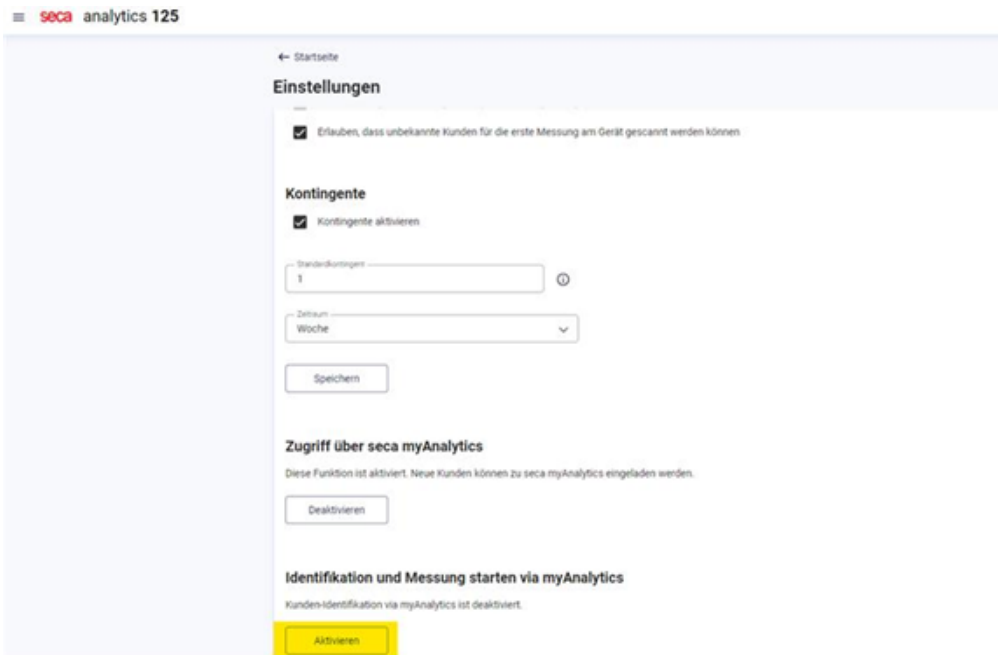 seca analytics 125
← Startseite
Einstellungen
Erlauben, dass unbekannte Kunden für die erste Messung am Gerät gescannt werden können
Kontingente
Kontingente aktivieren
Standardkontingent
1
Zeitraum
Woche
Speichern
Zugriff über seca myAnalytics
Diese Funktion ist aktiviert. Neue Kunden können zu seca myAnalytics eingeladen werden.
Deaktivieren
Identifikation und Messung starten via myAnalytics
Kunden-Identifikation via myAnalytics ist deaktiviert.
Aktivieren